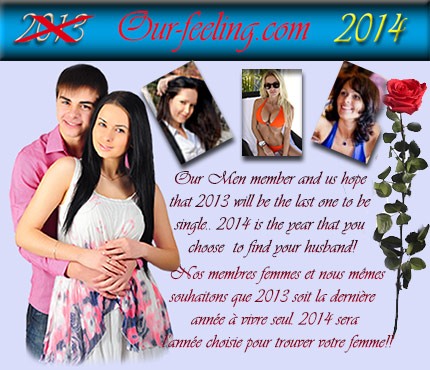 2013 Our-feeling.com 2014
Our Men member and us hope
that 2013 will be the last one to be
single.. 2014 is the year that you
choose to find your husband!!
Nos membres femmes et nous mêmes
souhaitons que 2013 soit la dernière
année à vivre seul. 2014 sera
l'année choisie pour trouver votre femme!!